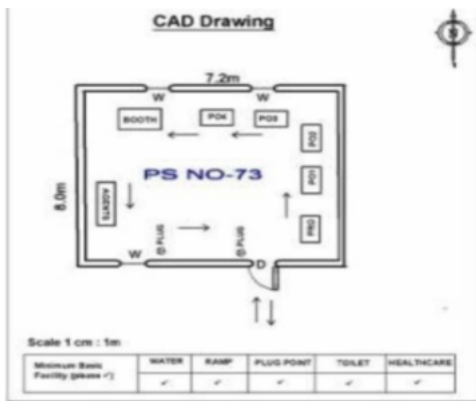 CAD Drawing
N
7.2m
W W
BOOTH PO4 PO3
PO2
PS NO-73
PO1
8.0m
AGENTS
PRO
PLUG PLUG
W
D
Scale 1 cm : 1m
Minimum Basic Facility (please ✓)
WATER RAMP PLUG POINT TOILET HEALTHCARE
✓ ✓ ✓ ✓ ✓